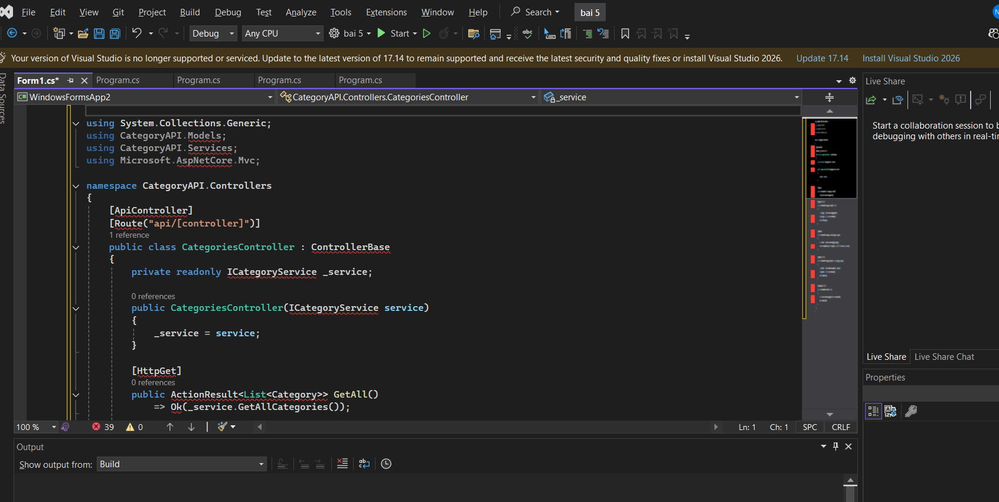 File Edit View Git Project Build Debug Test Analyze Tools Extensions Window Help Search bai 5
Debug Any CPU bai 5 Start abc
Your version of Visual Studio is no longer supported or serviced. Update to the latest version of 17.14 to remain supported and receive the latest security and quality fixes or install Visual Studio 2026. Update 17.14 Install Visual Studio 2026
Data Sources
Form1.cs* Program.cs Program.cs Program.cs Program.cs
C# WindowsFormsApp2 CategoryAPI.Controllers.CategoriesController _service
using System.Collections.Generic;
using CategoryAPI.Models;
using CategoryAPI.Services;
using Microsoft.AspNetCore.Mvc;
namespace CategoryAPI.Controllers
{
[ApiController]
[Route("api/[controller]")]
1 reference
public class CategoriesController : ControllerBase
{
private readonly ICategoryService _service;
0 references
public CategoriesController(ICategoryService service)
{
_service = service;
}
[HttpGet]
0 references
public ActionResult<List<Category>> GetAll()
=> Ok(_service.GetAllCategories());
100 % 39 0 Ln: 1 Ch: 1 SPC CRLF
Output
Show output from: Build
Live Share
Start a collaboration session to b
debugging with others in real-tir
Live Share Live Share Chat
Properties